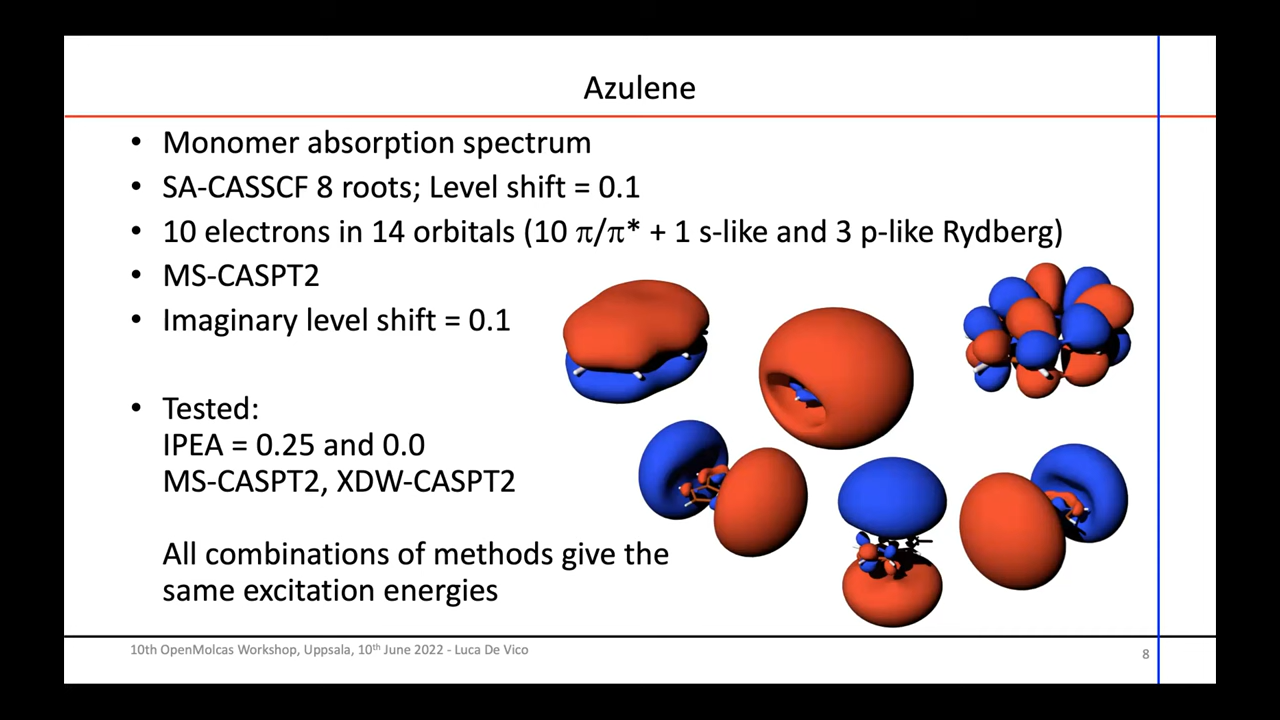 Azulene
• Monomer absorption spectrum
• SA-CASSCF 8 roots; Level shift = 0.1
• 10 electrons in 14 orbitals (10 π/π* + 1 s-like and 3 p-like Rydberg)
• MS-CASPT2
• Imaginary level shift = 0.1
• Tested:
IPEA = 0.25 and 0.0
MS-CASPT2, XDW-CASPT2
All combinations of methods give the
same excitation energies
10th OpenMolcas Workshop, Uppsala, 10th June 2022 - Luca De Vico
8